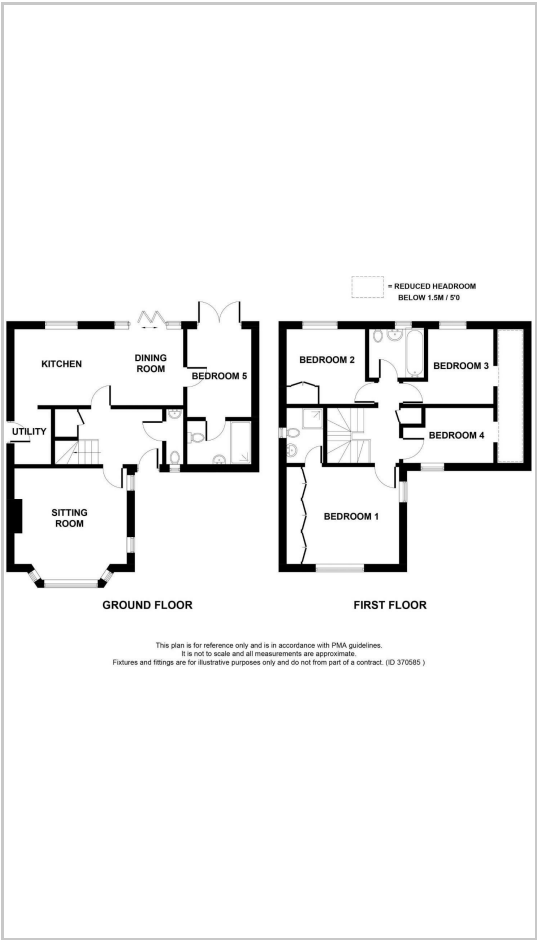 = REDUCED HEADROOM
BELOW 1.5M / 5'0
KITCHEN
DINING
ROOM
BEDROOM 5
UTILITY
SITTING
ROOM
BEDROOM 2
BEDROOM 3
BEDROOM 4
BEDROOM 1
GROUND FLOOR
FIRST FLOOR
This plan is for reference only and is in accordance with PMA guidelines.
It is not to scale and all measurements are approximate.
Fixtures and fittings are for illustrative purposes only and do not from part of a contract. (ID 370585 )